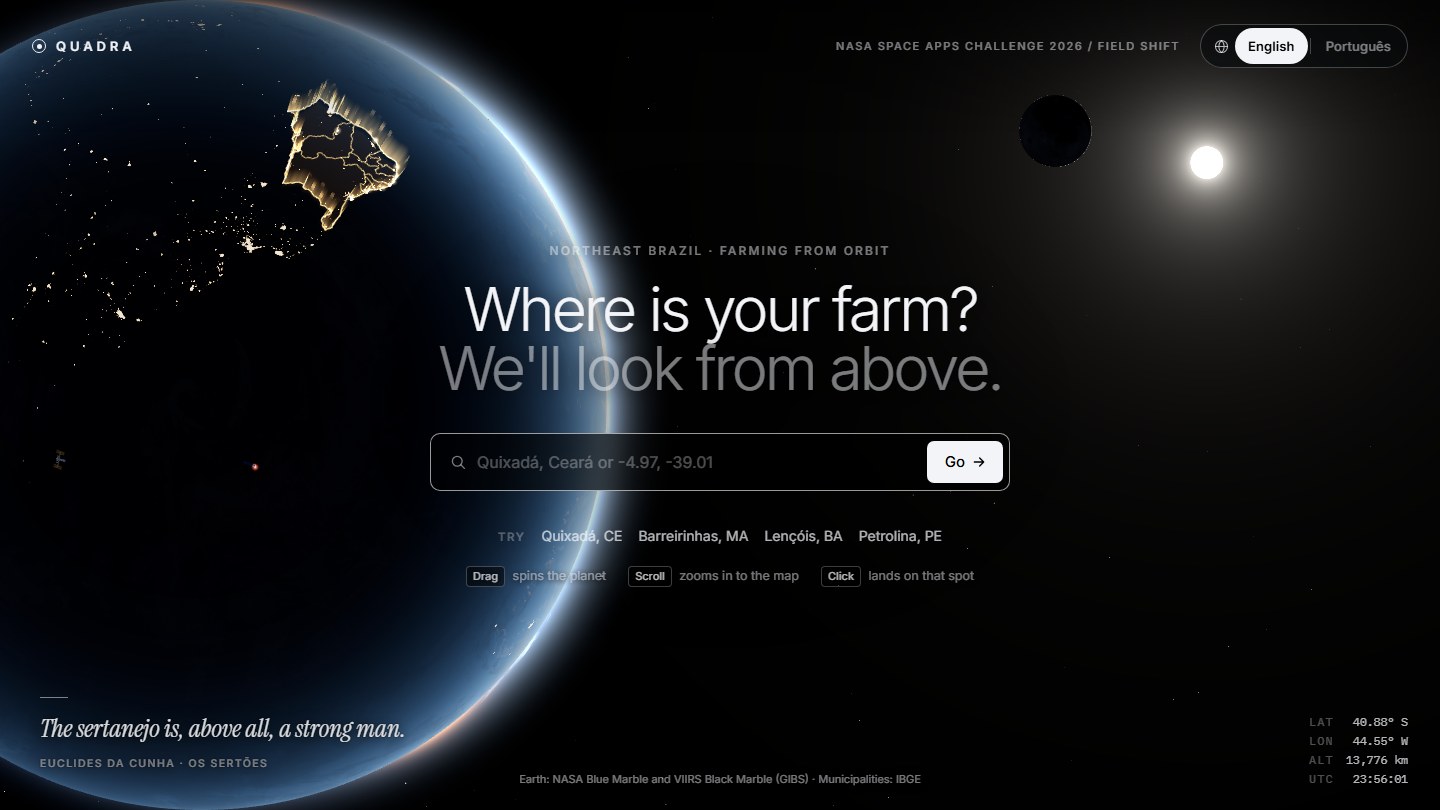 QUADRA
NASA SPACE APPS CHALLENGE 2026 / FIELD SHIFT
English
Português
NORTHEAST BRAZIL · FARMING FROM ORBIT
Where is your farm?
We'll look from above.
Quixadá, Ceará or -4.97, -39.01
Go →
TRY Quixadá, CE Barreirinhas, MA Lençóis, BA Petrolina, PE
Drag spins the planet Scroll zooms in to the map Click lands on that spot
The sertanejo is, above all, a strong man.
EUCLIDES DA CUNHA · OS SERTÕES
Earth: NASA Blue Marble and VIIRS Black Marble (GIBS) · Municipalities: IBGE
LAT 40.88° S
LON 44.55° W
ALT 13,776 km
UTC 23:56:01